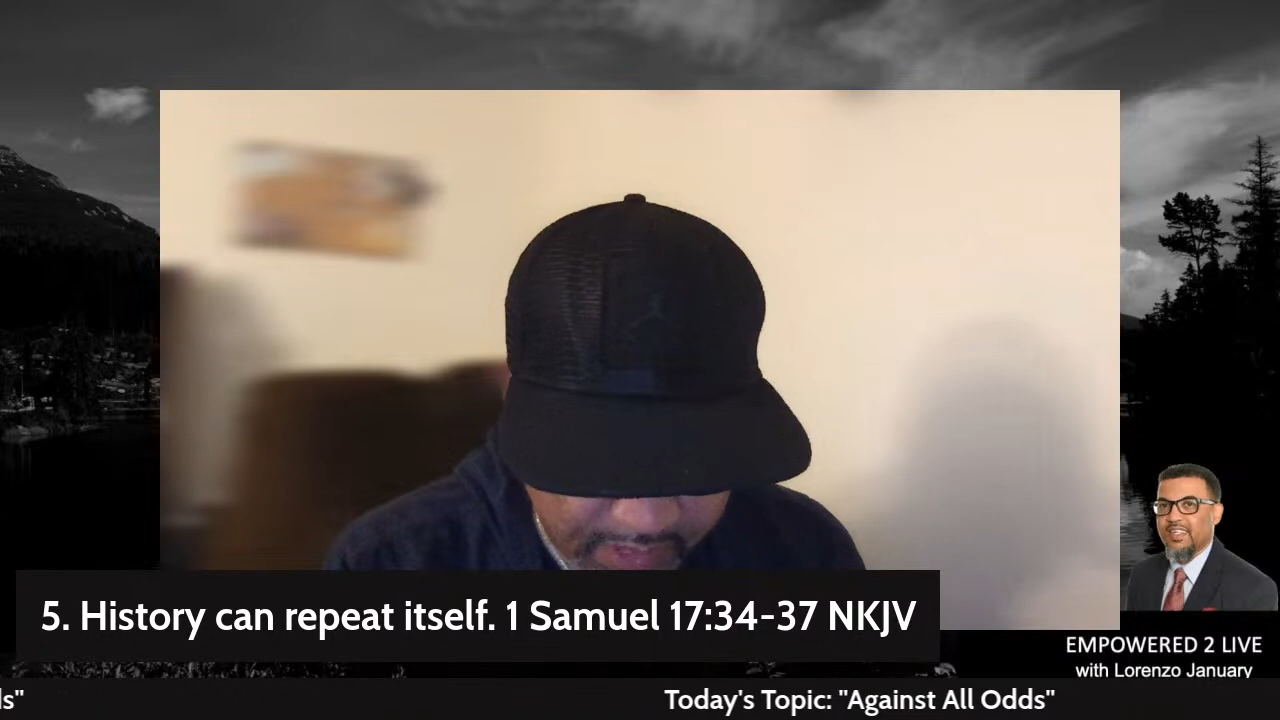 5. History can repeat itself. 1 Samuel 17:34-37 NKJV
EMPOWERED 2 LIVE
with Lorenzo January
ds"
Today's Topic: "Against All Odds"